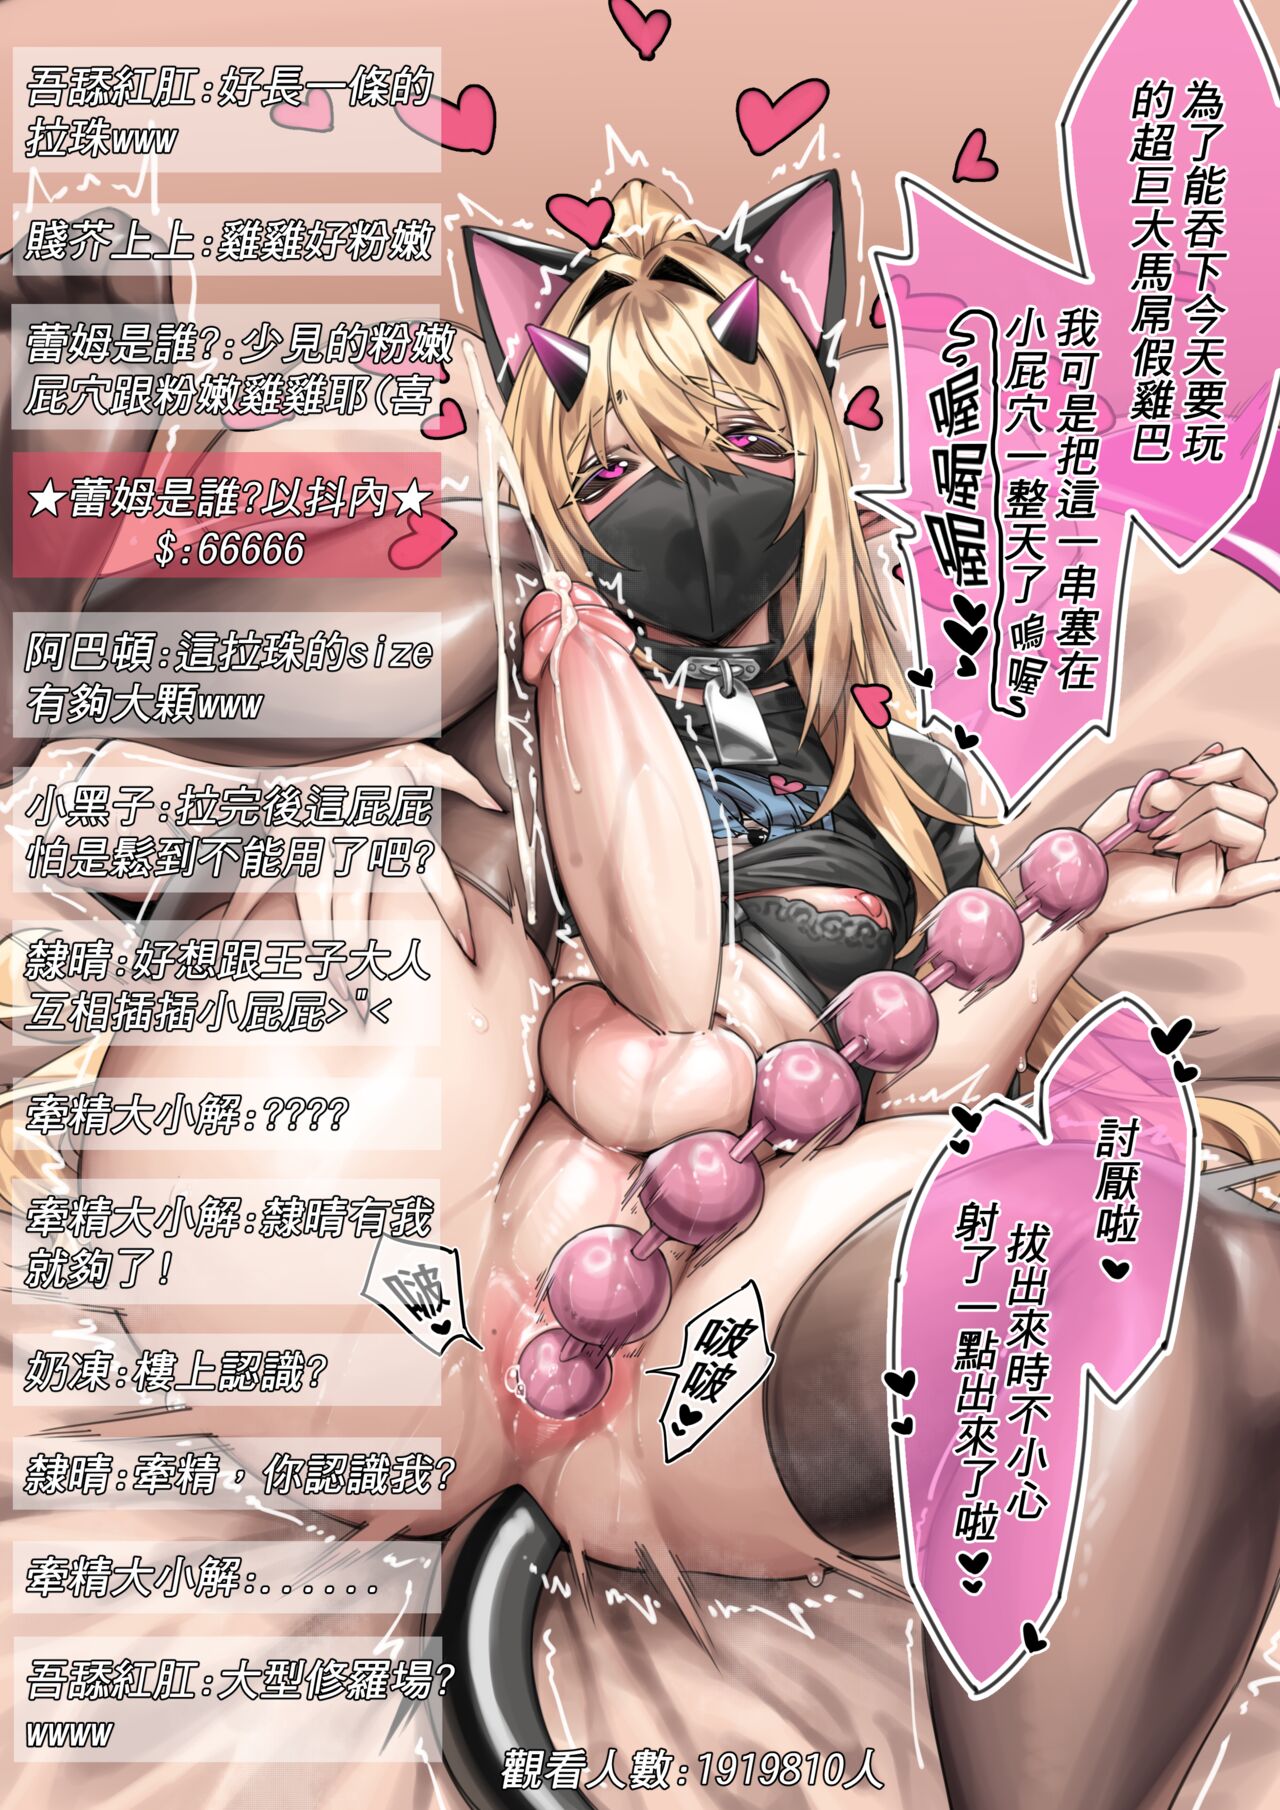 吾舔紅肛:好長一條的
拉珠www
賤芥上上:雞雞好粉嫩
蕾姆是誰?:少見的粉嫩
屁穴跟粉嫩雞雞耶(喜
★蕾姆是誰?以抖內★
$:66666
阿巴頓:這拉珠的size
有夠大顆www
小黑子:拉完後這屁屁
怕是鬆到不能用了吧?
隸晴:好想跟王子大人
互相插插小屁屁>"<
牽精大小解:????
牽精大小解:隸晴有我
就夠了!
奶凍:樓上認識?
隸晴:牽精,你認識我?
牽精大小解:......
吾舔紅肛:大型修羅場?
wwww
為了能吞下今天要玩
的超巨大馬屌假雞巴
我可是把這一串塞在
小屁穴一整天了嗚喔
喔喔喔喔
討厭啦
拔出來時不小心
射了一點出來了啦
啵
啵啵
觀看人數:1919810人